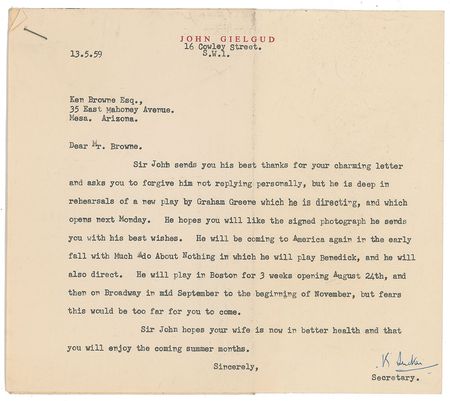 JOHN GIELGUD
16 Cowley Street.
S.W.1.
13.5.59
Ken Browne Esq.,
35 East Mahoney Avenue.
Mesa. Arizona.
Dear Mr. Browne.
Sir John sends you his best thanks for your charming letter
and asks you to forgive him not replying personally, but he is deep in
rehearsals of a new play by Graham Greene which he is directing, and which
opens next Monday. He hopes you will like the signed photograph he sends
you with his best wishes. He will be coming to America again in the early
fall with Much Ado About Nothing in which he will play Benedick, and he will
also direct. He will play in Boston for 3 weeks opening August 24th, and
then on Broadway in mid September to the beginning of November, but fears
this would be too far for you to come.
Sir John hopes your wife is now in better health and that
you will enjoy the coming summer months.
Sincerely,
K
Secretary.